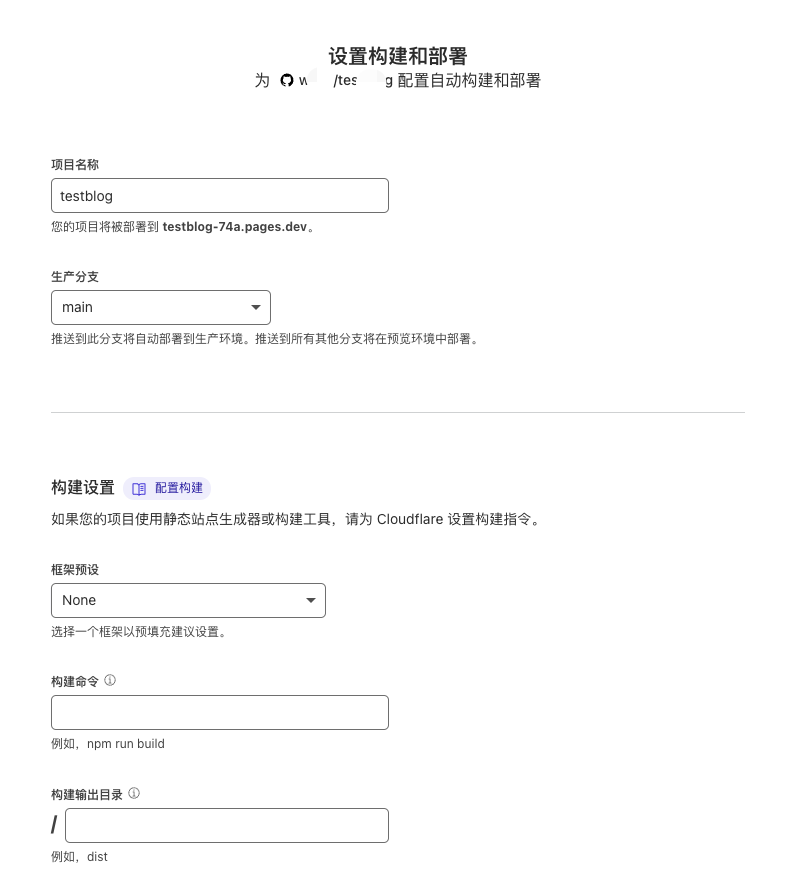 设置构建和部署
为 w /tes g 配置自动构建和部署
项目名称
testblog
您的项目将被部署到 testblog-74a.pages.dev。
生产分支
main
推送到此分支将自动部署到生产环境。推送到所有其他分支将在预览环境中部署。
构建设置 配置构建
如果您的项目使用静态站点生成器或构建工具，请为 Cloudflare 设置构建指令。
框架预设
None
选择一个框架以预填充建议设置。
构建命令
例如，npm run build
构建输出目录
/
例如，dist